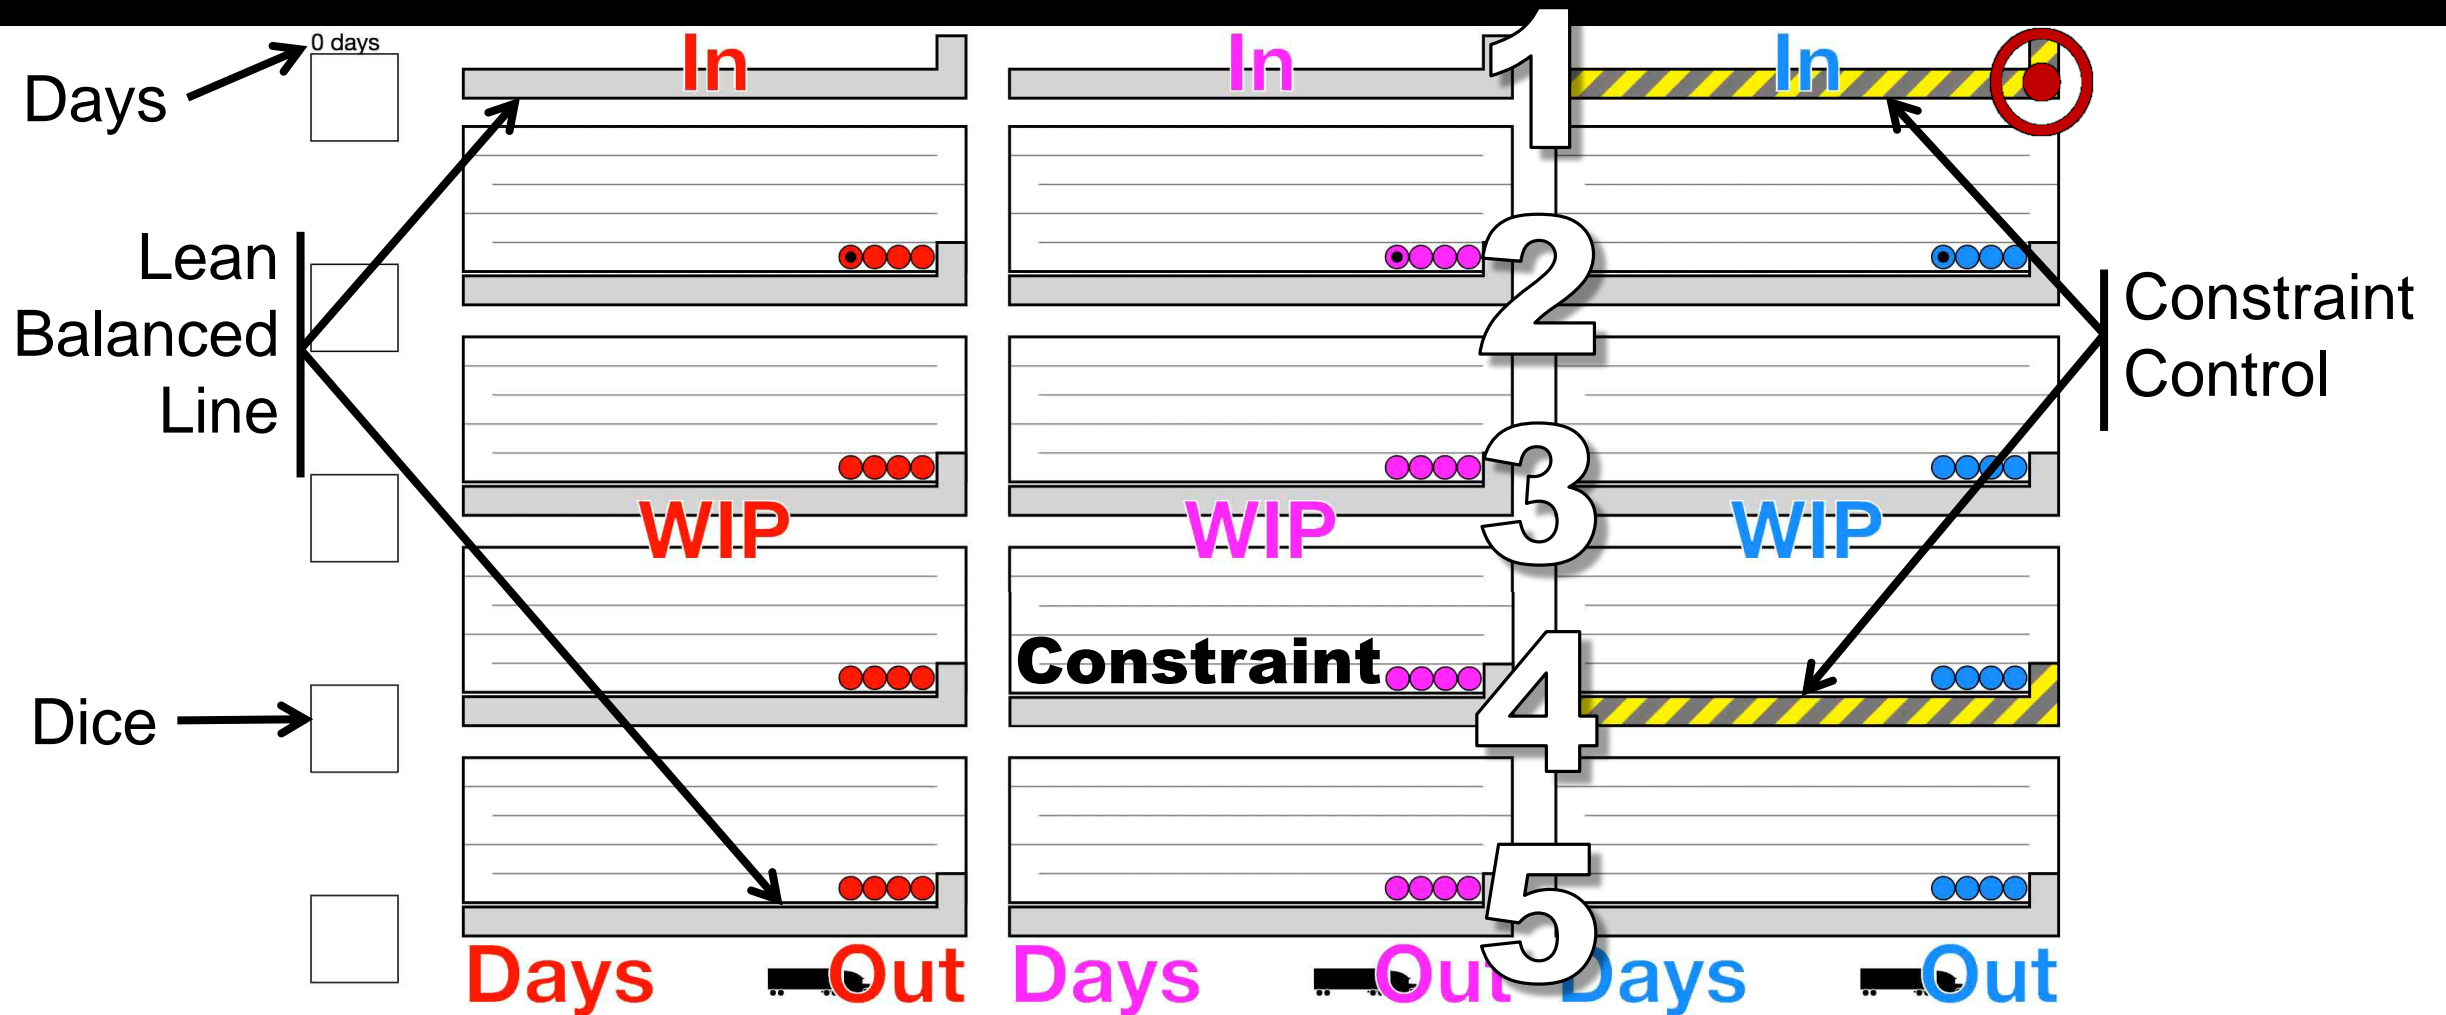 0 days
Days
In
In
1
In
Lean
Balanced
Line
2
Constraint
Control
WIP
WIP
3
WIP
Constraint
4
Dice
5
Days
Out
Days
Out
Days
Out